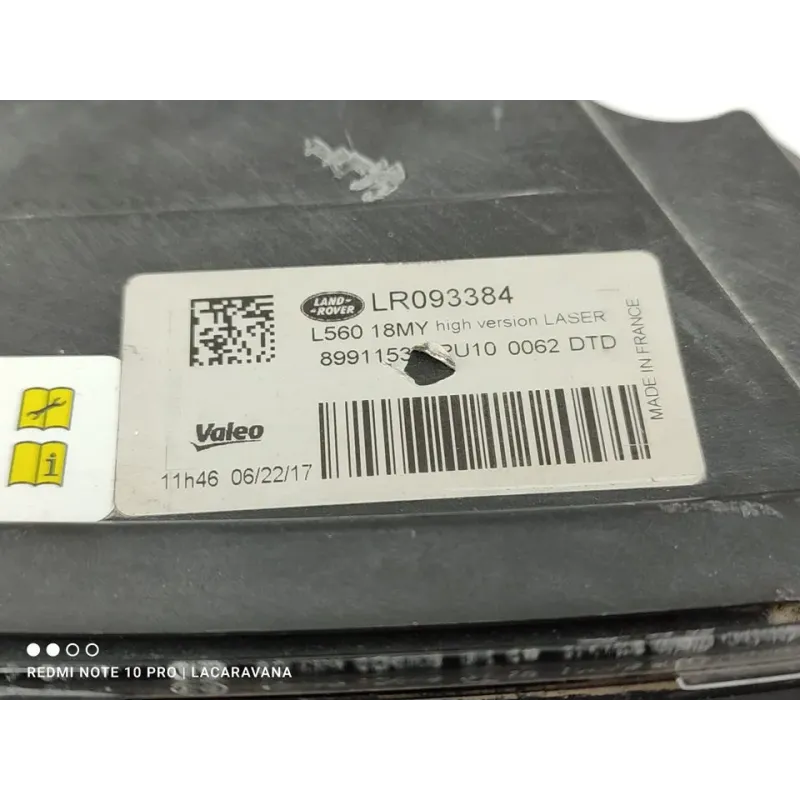 LAND-
-ROVER
LR093384
L560 18MY high version LASER
0062 DTD
MADE IN FRANCE
Valeo
11h46 06/22/17
i
REDMI NOTE 10 PRO | LACARAVANA